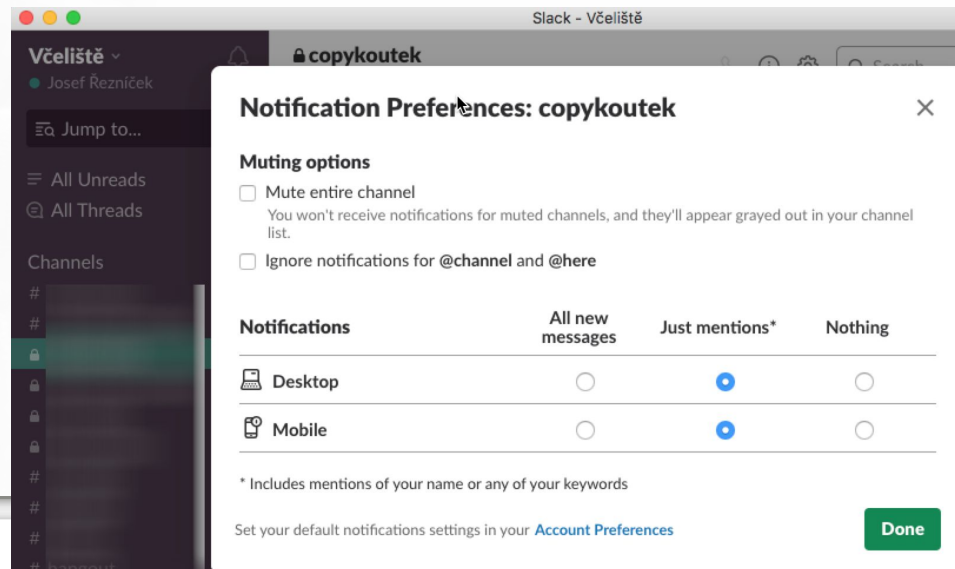 Slack - Včeliště
Včeliště
copykoutek
Josef Řezníček
Jump to...
All Unreads
All Threads
Channels
#
#
#
#
#
# hangout
Notification Preferences: copykoutek
Muting options
Mute entire channel
You won't receive notifications for muted channels, and they'll appear grayed out in your channel
list.
Ignore notifications for @channel and @here
Notifications
All new
messages
Just mentions*
Nothing
Desktop
Mobile
* Includes mentions of your name or any of your keywords
Set your default notifications settings in your Account Preferences
Done